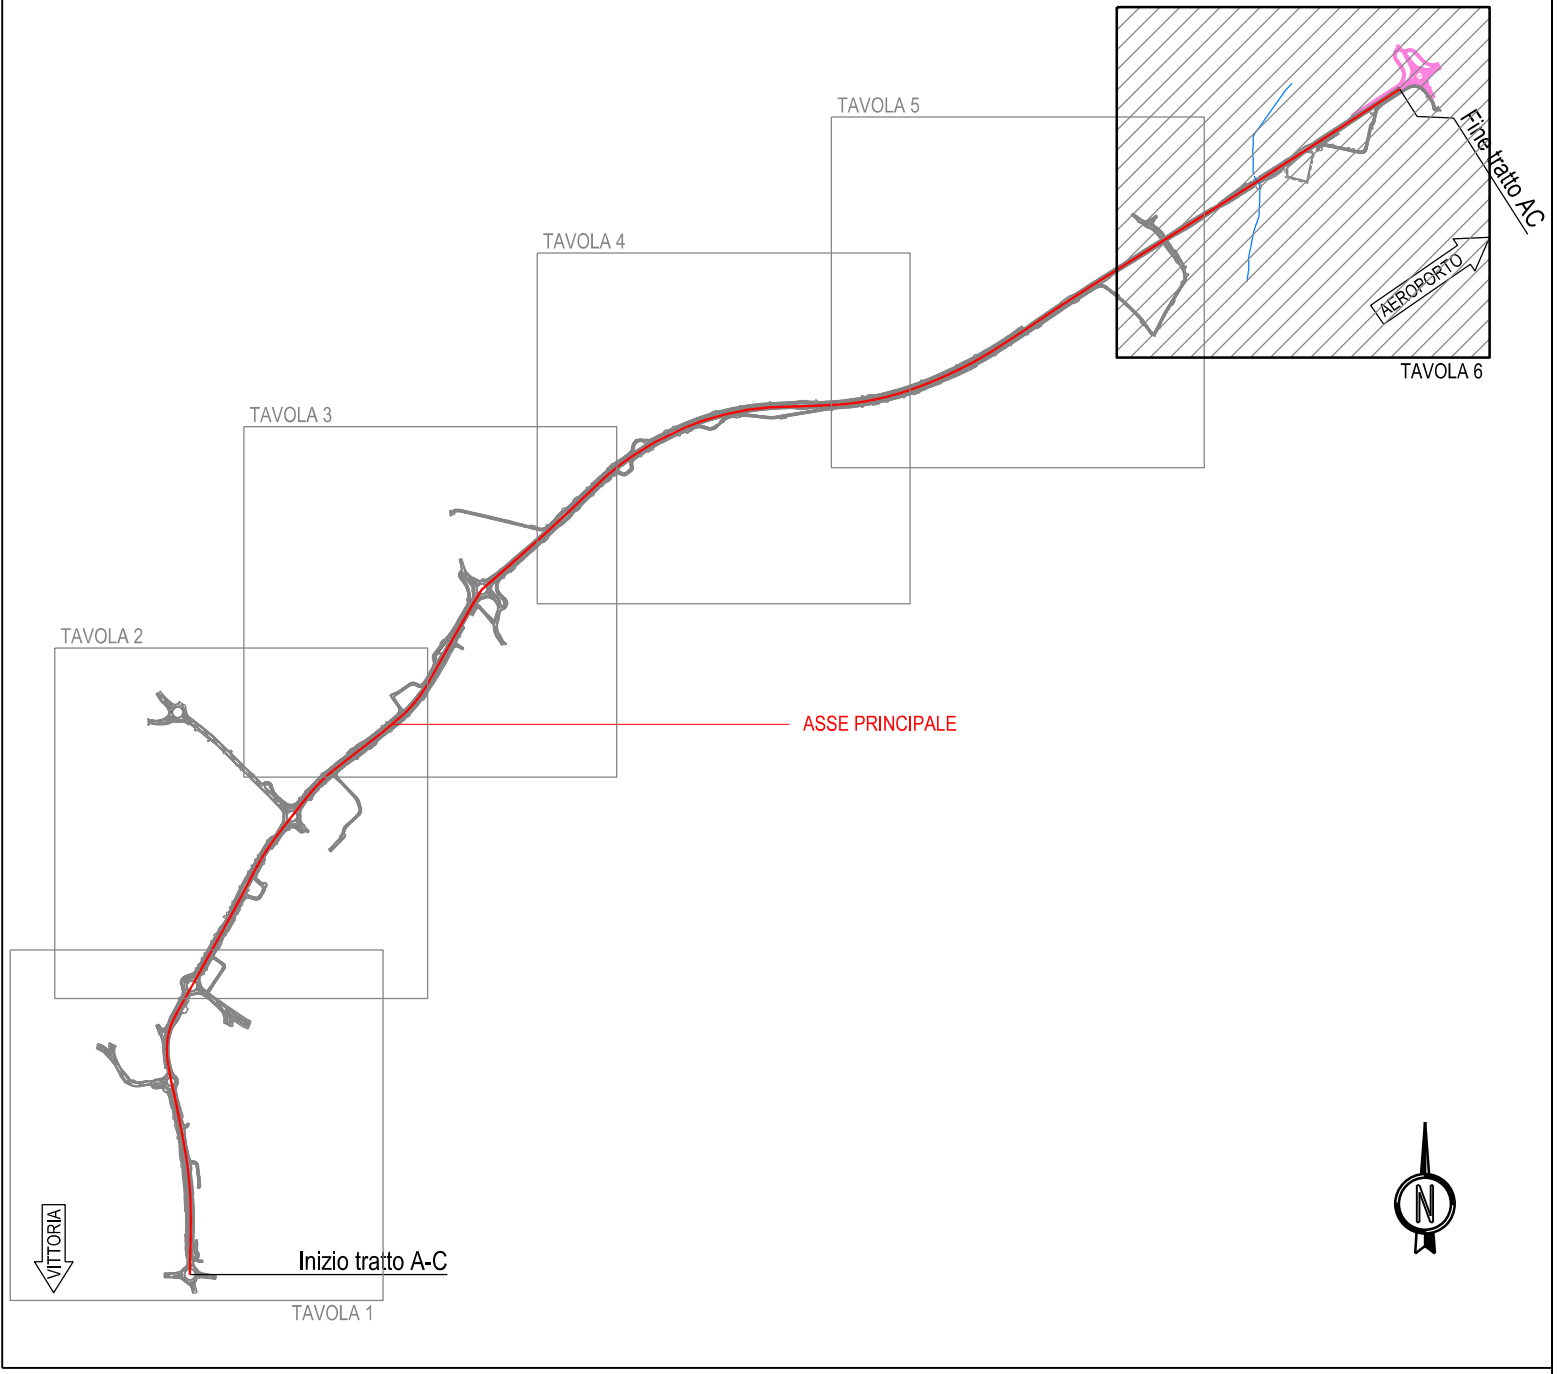 TAVOLA 5
Fine tratto AC
TAVOLA 4
AEROPORTO
TAVOLA 6
TAVOLA 3
TAVOLA 2
ASSE PRINCIPALE
N
VITTORIA
Inizio tratto A-C
TAVOLA 1